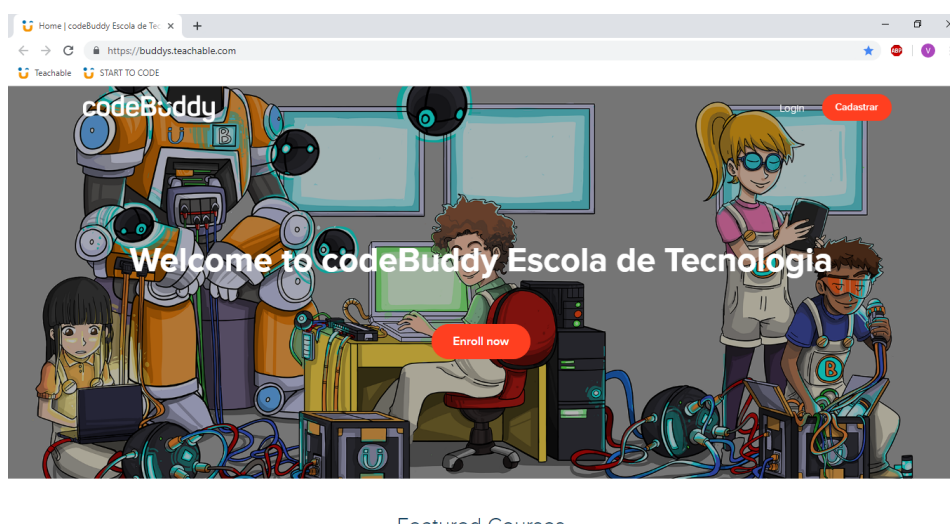 Home | codeBuddy Escola de Tec
https://buddys.teachable.com
ABP
V
Teachable
START TO CODE
codeBuddy
Login
Cadastrar
B
Welcome to codeBuddy Escola de Tecnologia
Enroll now
B
Featured Courses